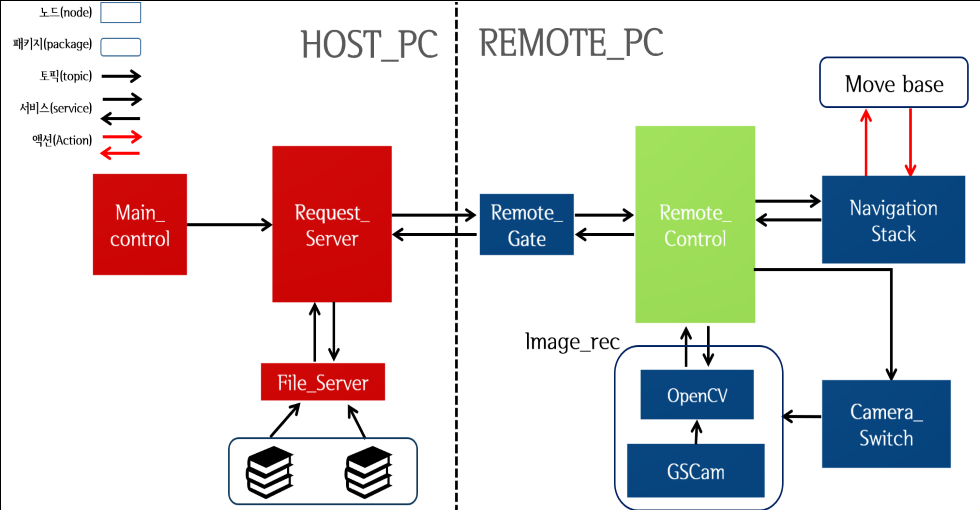 노드(node)
패키지(package)
토픽(topic)
서비스(service)
액션(Action)
HOST_PC
REMOTE_PC
Move base
Main_
control
Request_
Server
Remote_
Gate
Remote_
Control
Navigation
Stack
Image_rec
File_Server
OpenCV
GSCam
Camera_
Switch